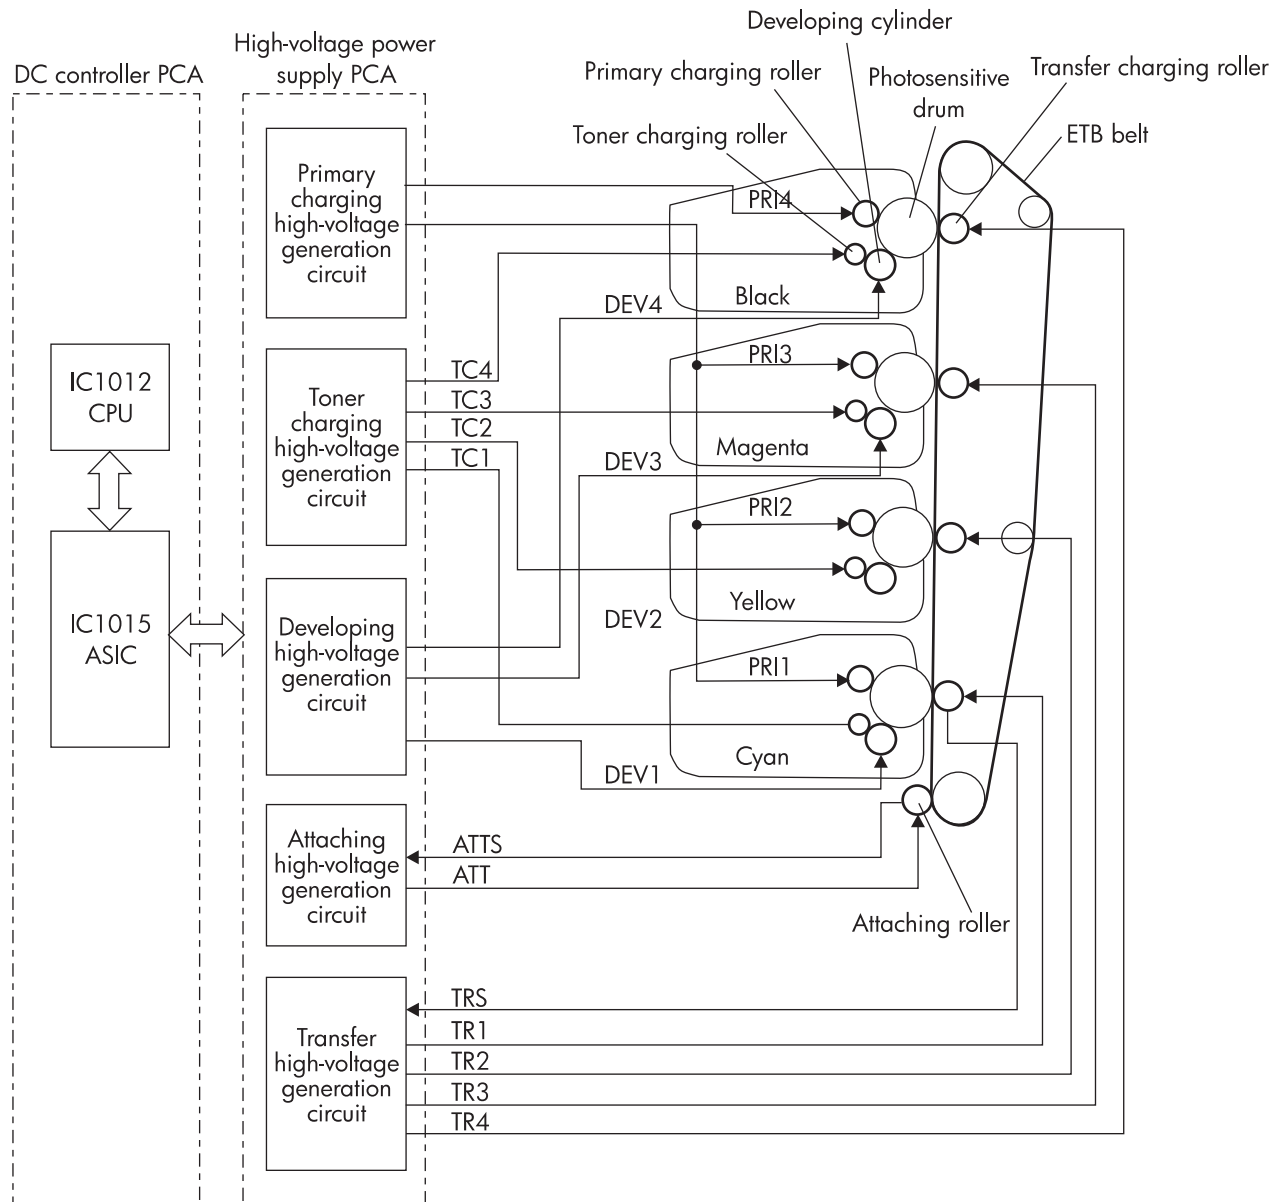 Developing cylinder
High-voltage power
supply PCA
DC controller PCA
Primary charging roller
Photosensitive
drum
Transfer charging roller
Toner charging roller
ETB belt
Primary
charging
high-voltage
generation
circuit
PRI4
Black
DEV4
IC1012
CPU
Toner
charging
high-voltage
generation
circuit
TC4
TC3
TC2
TC1
PRI3
Magenta
DEV3
PRI2
Yellow
DEV2
IC1015
ASIC
Developing
high-voltage
generation
circuit
PRI1
Cyan
DEV1
Attaching
high-voltage
generation
circuit
ATTS
ATT
Attaching roller
Transfer
high-voltage
generation
circuit
TRS
TR1
TR2
TR3
TR4